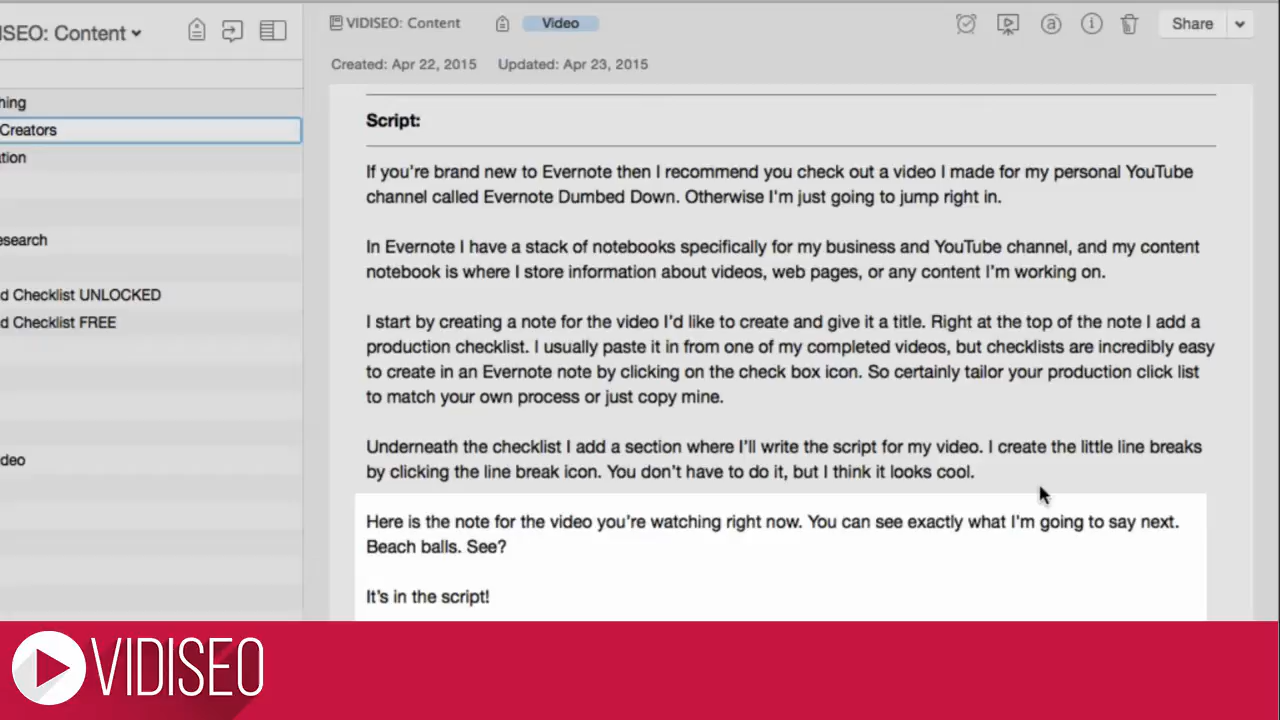 ISEO: Content
VIDISEO: Content
Video
Share
Created: Apr 22, 2015
Updated: Apr 23, 2015
Creators
esearch
d Checklist UNLOCKED
d Checklist FREE
Script:
If you're brand new to Evernote then I recommend you check out a video I made for my personal YouTube
channel called Evernote Dumbed Down. Otherwise I'm just going to jump right in.
In Evernote I have a stack of notebooks specifically for my business and YouTube channel, and my content
notebook is where I store information about videos, web pages, or any content I'm working on.
I start by creating a note for the video I'd like to create and give it a title. Right at the top of the note I add a
production checklist. I usually paste it in from one of my completed videos, but checklists are incredibly easy
to create in an Evernote note by clicking on the check box icon. So certainly tailor your production click list
to match your own process or just copy mine.
Underneath the checklist I add a section where I'll write the script for my video. I create the little line breaks
by clicking the line break icon. You don't have to do it, but I think it looks cool.
Here is the note for the video you're watching right now. You can see exactly what I'm going to say next.
Beach balls. See?
It's in the script!
VIDISEO